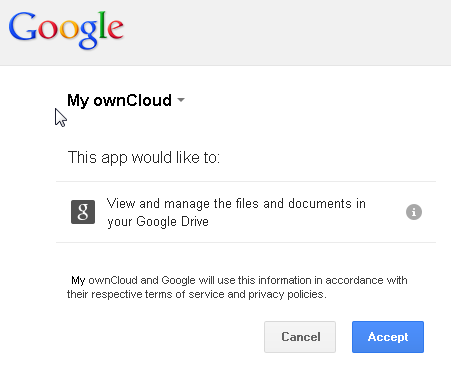 Google
My ownCloud
This app would like to:
g
View and manage the files and documents in
your Google Drive
i
My ownCloud and Google will use this information in accordance with
their respective terms of service and privacy policies.
Cancel Accept